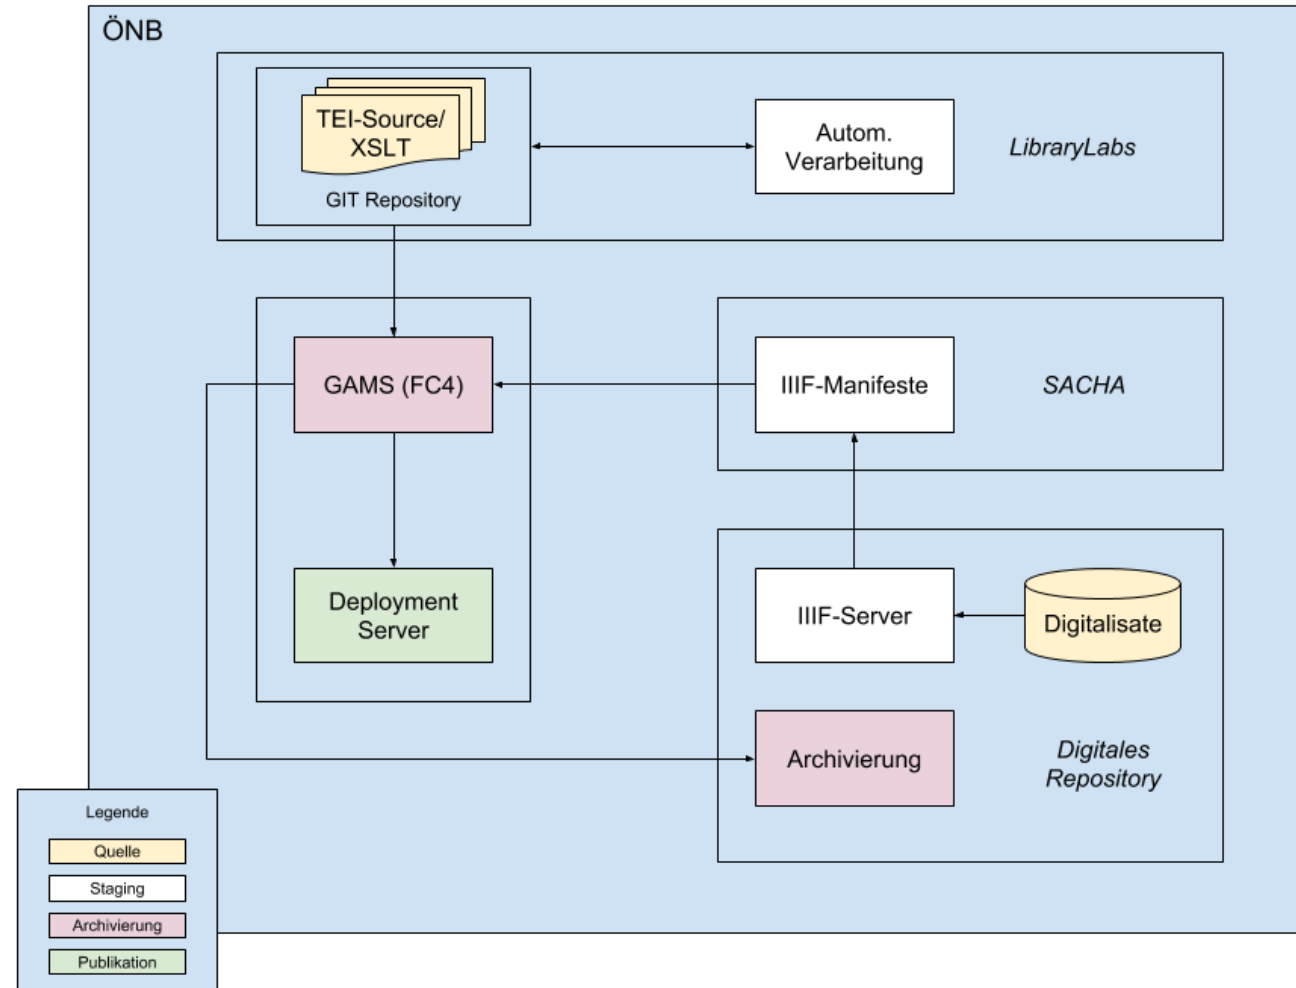 ÖNB
TEI-Source/
XSLT
GIT Repository
Autom.
Verarbeitung
LibraryLabs
GAMS (FC4)
IIIF-Manifeste
SACHA
Deployment
Server
IIIF-Server
Digitalisate
Archivierung
Digitales
Repository
Legende
Quelle
Staging
Archivierung
Publikation